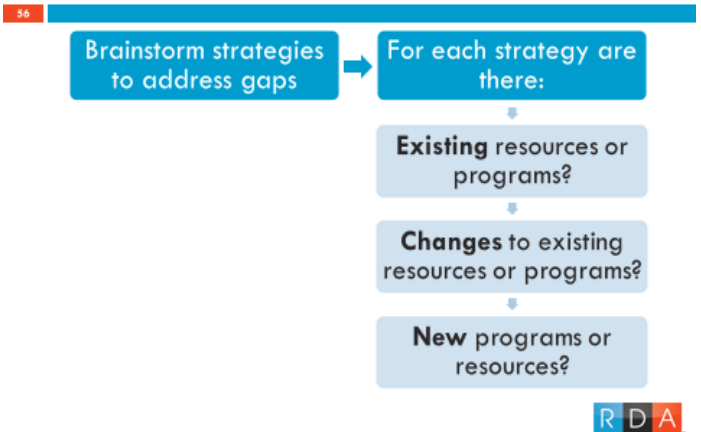 56
Brainstorm strategies
to address gaps
For each strategy are
there:
Existing resources or
programs?
Changes to existing
resources or programs?
New programs or
resources?
RDA